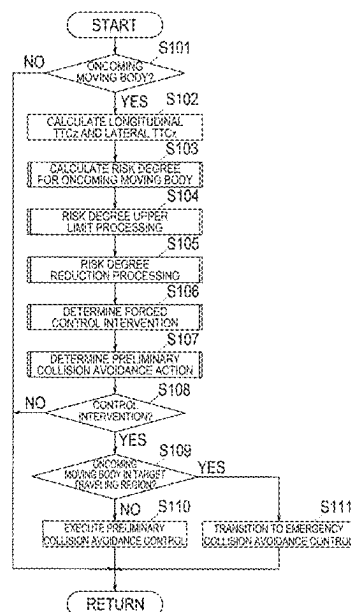 START
S101
NO
ONCOMING
MOVING BODY?
YES
S102
CALCULATE LONGITUDINAL
TTCz AND LATERAL TTCx
S103
CALCULATE RISK DEGREE
FOR ONCOMING MOVING BODY
S104
RISK DEGREE UPPER
LIMIT PROCESSING
S105
RISK DEGREE
REDUCTION PROCESSING
S106
DETERMINE FORCED
CONTROL INTERVENTION
S107
DETERMINE PRELIMINARY
COLLISION AVOIDANCE ACTION
S108
NO
CONTROL
INTERVENTION?
YES
S109
ONCOMING
MOVING BODY IN TARGET
TRAVELING REGION?
YES
NO
S110
S111
EXECUTE PRELIMINARY
COLLISION AVOIDANCE CONTROL
TRANSITION TO EMERGENCY
COLLISION AVOIDANCE CONTROL
RETURN